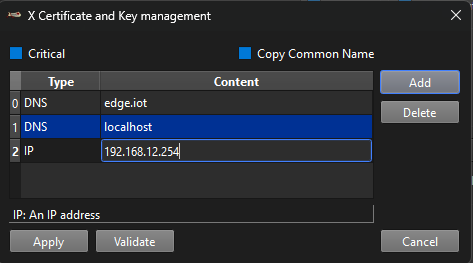 X Certificate and Key management
Critical
Copy Common Name
Type Content
0 DNS edge.iot
1 DNS localhost
2 IP 192.168.12.254
Add
Delete
IP: An IP address
Apply Validate Cancel